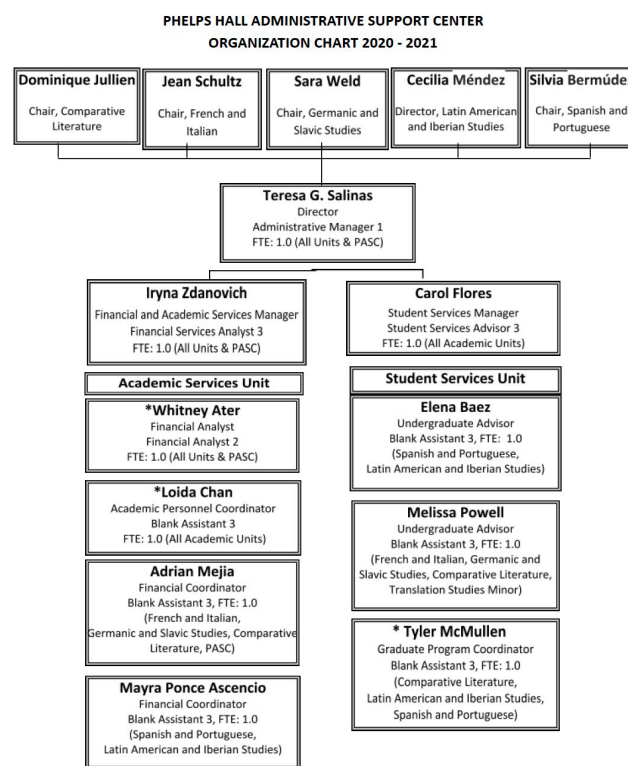 PHELPS HALL ADMINISTRATIVE SUPPORT CENTER
ORGANIZATION CHART 2020 - 2021
Dominique Jullien
Chair, Comparative
Literature
Jean Schultz
Chair, French and
Italian
Sara Weld
Chair, Germanic and
Slavic Studies
Cecilia Méndez
Director, Latin American
and Iberian Studies
Silvia Bermúdez
Chair, Spanish and
Portuguese
Teresa G. Salinas
Director
Administrative Manager 1
FTE: 1.0 (All Units & PASC)
Iryna Zdanovich
Financial and Academic Services Manager
Financial Services Analyst 3
FTE: 1.0 (All Units & PASC)
Academic Services Unit
*Whitney Ater
Financial Analyst
Financial Analyst 2
FTE: 1.0 (All Units & PASC)
*Loida Chan
Academic Personnel Coordinator
Blank Assistant 3
FTE: 1.0 (All Academic Units)
Adrian Mejia
Financial Coordinator
Blank Assistant 3, FTE: 1.0
(French and Italian,
Germanic and Slavic Studies, Comparative
Literature, PASC)
Mayra Ponce Ascencio
Financial Coordinator
Blank Assistant 3, FTE: 1.0
(Spanish and Portuguese,
Latin American and Iberian Studies)
Carol Flores
Student Services Manager
Student Services Advisor 3
FTE: 1.0 (All Academic Units)
Student Services Unit
Elena Baez
Undergraduate Advisor
Blank Assistant 3, FTE: 1.0
(Spanish and Portuguese,
Latin American and Iberian Studies)
Melissa Powell
Undergraduate Advisor
Blank Assistant 3, FTE: 1.0
(French and Italian, Germanic and
Slavic Studies, Comparative Literature,
Translation Studies Minor)
* Tyler McMullen
Graduate Program Coordinator
Blank Assistant 3, FTE: 1.0
(Comparative Literature,
Latin American and Iberian Studies,
Spanish and Portuguese)